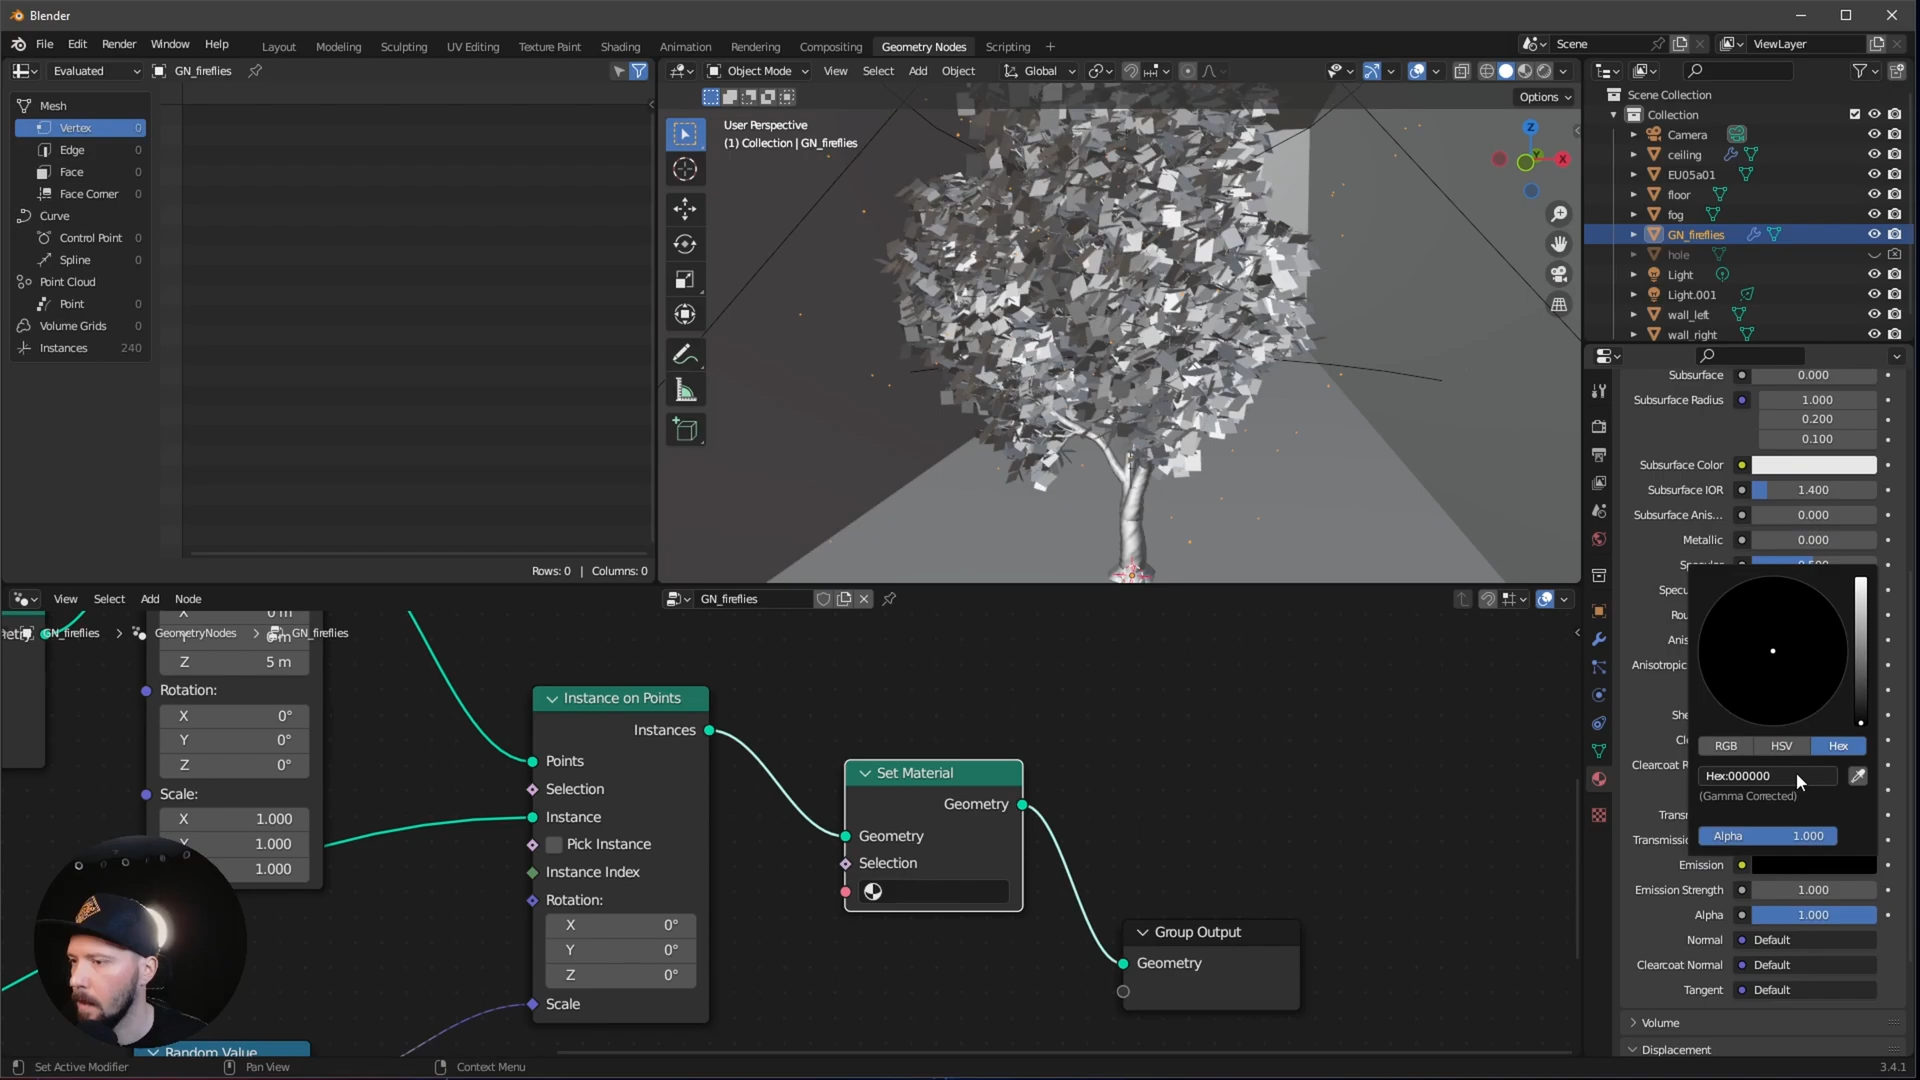 Blender
File Edit Render Window Help
Layout Modeling Sculpting UV Editing Texture Paint Shading Animation Rendering Compositing Geometry Nodes Scripting
Scene
ViewLayer
Evaluated
GN_fireflies
Object Mode View Select Add Object
Global
Options
Mesh
Vertex 0
Edge 0
Face 0
Face Corner 0
Curve
Control Point 0
Spline 0
Point Cloud
Point 0
Volume Grids 0
Instances 240
Rows: 0 | Columns: 0
User Perspective
(1) Collection | GN_fireflies
Z
X
Scene Collection
Collection
Camera
ceiling
EU05a01
floor
fog
GN_fireflies
hole
Light
Light.001
wall_left
wall_right
Subsurface 0.000
Subsurface Radius 1.000
0.200
0.100
Subsurface Color
Subsurface IOR 1.400
Subsurface Anis... 0.000
Metallic 0.000
RGB HSV Hex
Hex:000000
(Gamma Corrected)
Alpha 1.000
Anisotropic
Clearcoat R
Emission
Emission Strength 1.000
Alpha 1.000
Normal Default
Clearcoat Normal Default
Tangent Default
Volume
Displacement
View Select Add Node
GN_fireflies
GN_fireflies > GeometryNodes > GN_fireflies
Z 5 m
Rotation:
X 0°
Y 0°
Z 0°
Scale:
X 1.000
Y 1.000
1.000
Random Value
Instance on Points
Instances
Points
Selection
Instance
Pick Instance
Instance Index
Rotation:
X 0°
Y 0°
Z 0°
Scale
Set Material
Geometry
Geometry
Selection
Group Output
Geometry
Set Active Modifier Pan View Context Menu
3.4.1